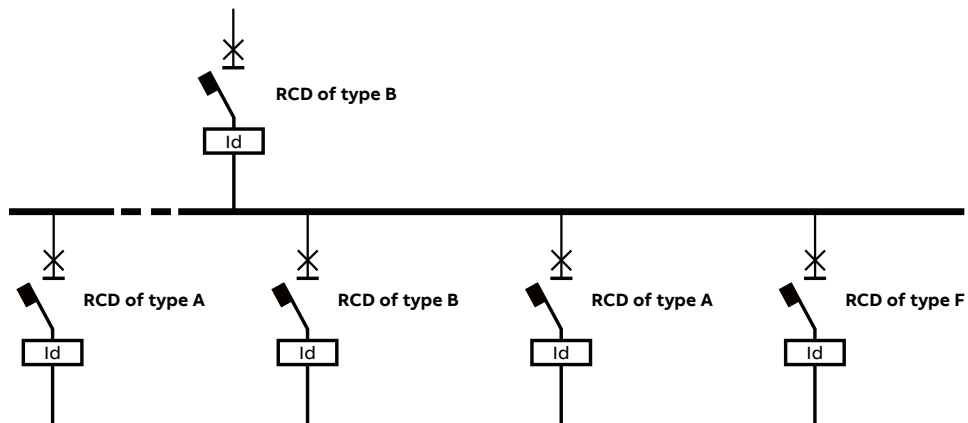 RCD of type B
Id
RCD of type A
RCD of type B
RCD of type A
RCD of type F
Id
Id
Id
Id